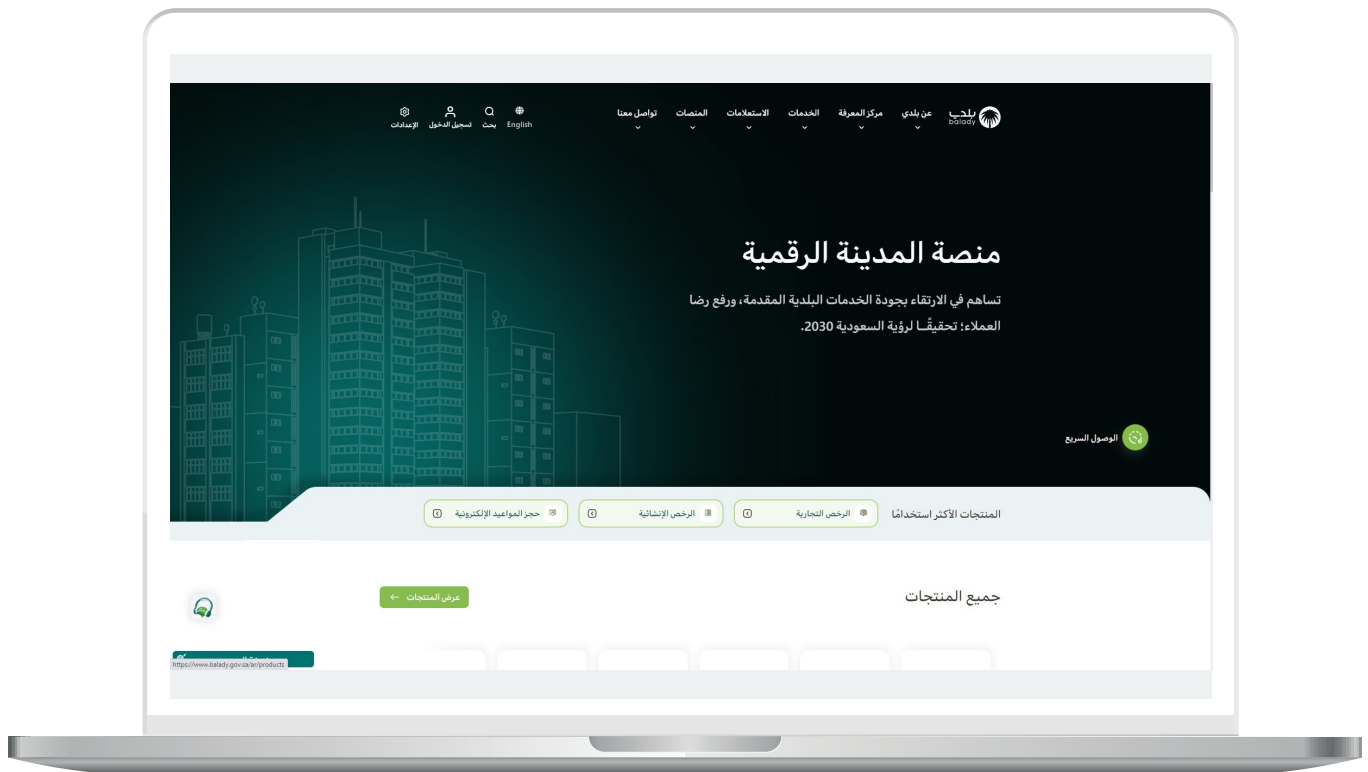 بلدي
balady
عن بلدي
مركز المعرفة
الخدمات
الاستعلامات
المنصات
تواصل معنا
English
بحث
تسجيل الدخول
الإعدادات
منصة المدينة الرقمية
تساهم في الارتقاء بجودة الخدمات البلدية المقدمة، ورفع رضا
العملاء؛ تحقيقًـا لرؤية السعودية 2030.
الوصول السريع
المنتجات الأكثر استخدامًا
الرخص التجارية
الرخص الإنشائية
حجز المواعيد الإلكترونية
جميع المنتجات
عرض المنتجات ←
https://www.balady.gov.sa/ar/products